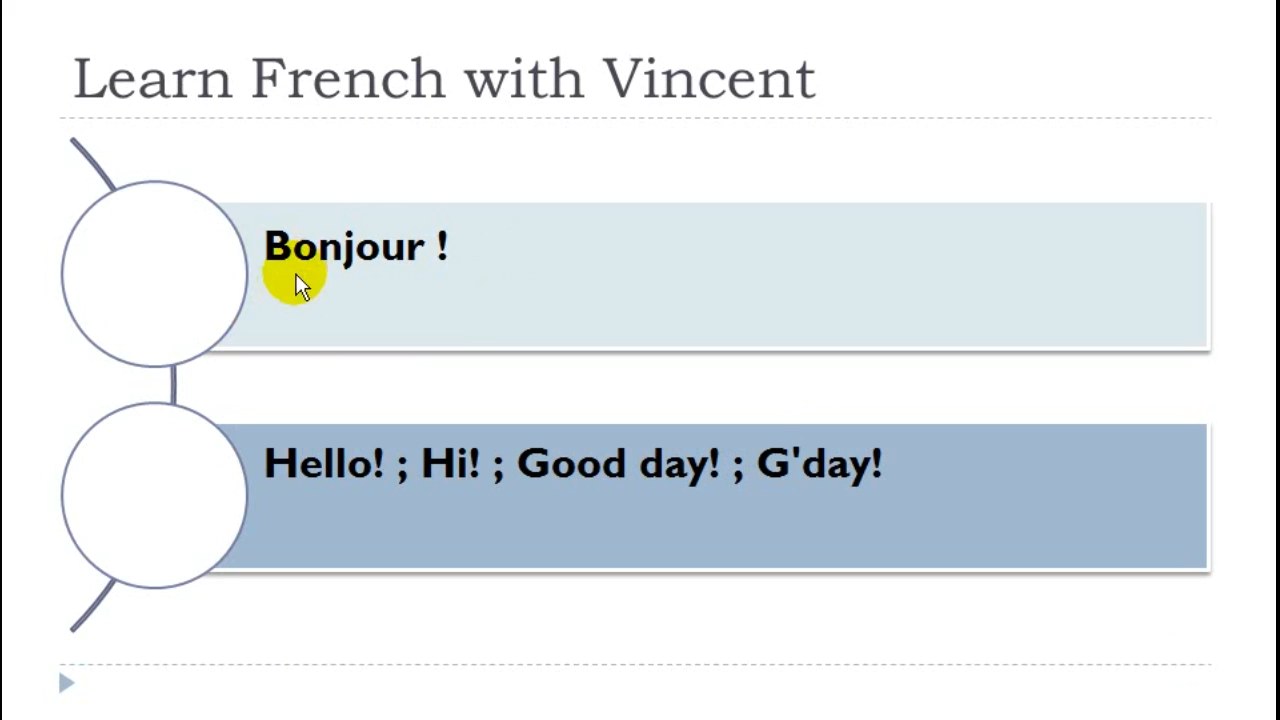 Learn French with Vincent
Bonjour !
Hello! ; Hi! ; Good day! ; G'day!